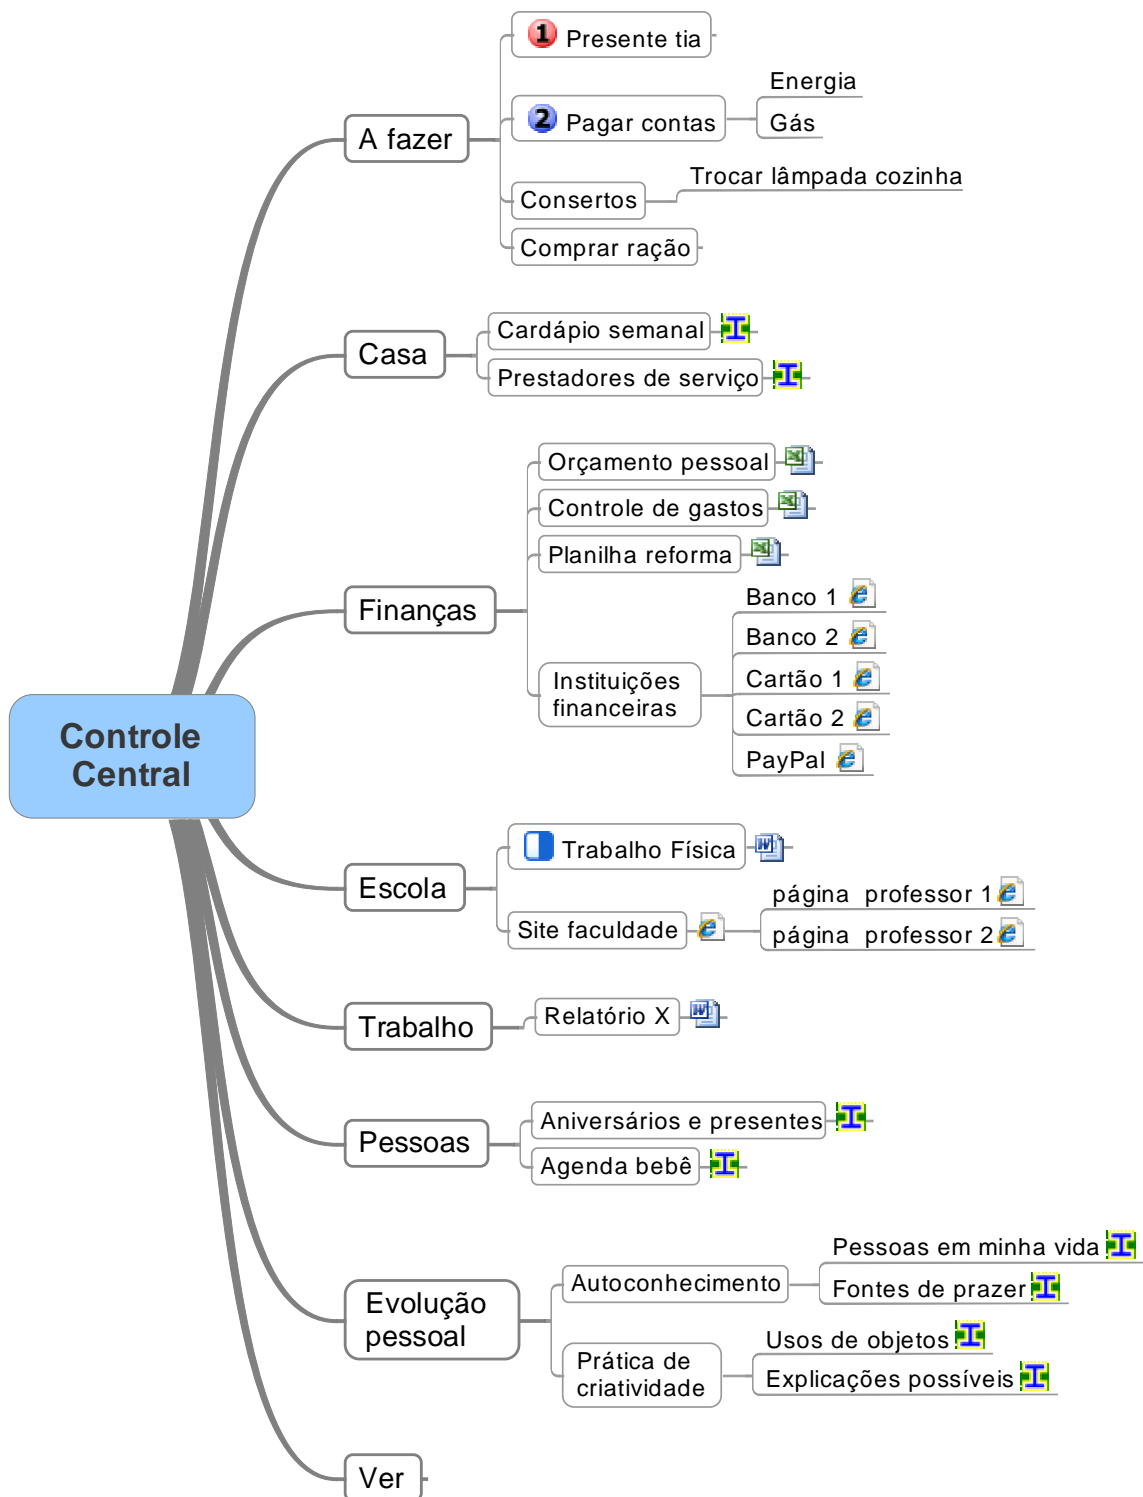 1 Presente tia
Energia
A fazer
2 Pagar contas
Gás
Trocar lâmpada cozinha
Consertos
Comprar ração
Cardápio semanal
Casa
Prestadores de serviço
Orçamento pessoal
Controle de gastos
Planilha reforma
Finanças
Banco 1
Banco 2
Instituições
financeiras
Cartão 1
Cartão 2
PayPal
Controle
Central
Trabalho Física
Escola
Site faculdade
página professor 1
página professor 2
Trabalho
Relatório X
Aniversários e presentes
Pessoas
Agenda bebê
Evolução
pessoal
Autoconhecimento
Pessoas em minha vida
Fontes de prazer
Prática de
criatividade
Usos de objetos
Explicações possíveis
Ver